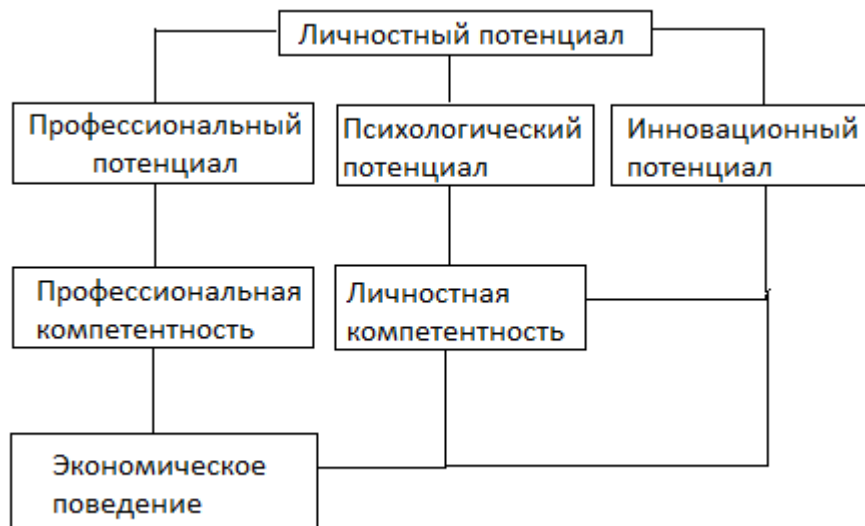 Личностный потенциал
Профессиональный
потенциал
Психологический
потенциал
Инновационный
потенциал
Профессиональная
компетентность
Личностная
компетентность
Экономическое
поведение